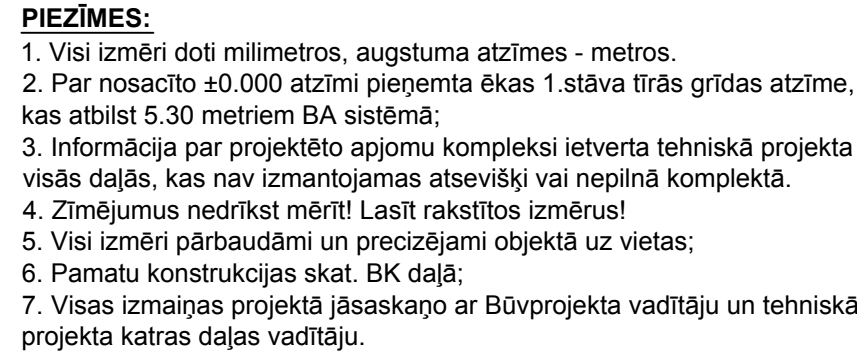 PIEZĪMES:
1. Visi izmēri doti milimetros, augstuma atzīmes - metros.
2. Par nosacīto ±0.000 atzīmi pieņemta ēkas 1.stāva tīrās grīdas atzīme,
kas atbilst 5.30 metriem BA sistēmā;
3. Informācija par projektēto apjomu kompleksi ietverta tehniskā projekta
visās daļās, kas nav izmantojamas atsevišķi vai nepilnā komplektā.
4. Zīmējumus nedrīkst mērīt! Lasīt rakstītos izmērus!
5. Visi izmēri pārbaudāmi un precizējami objektā uz vietas;
6. Pamatu konstrukcijas skat. BK daļā;
7. Visas izmaiņas projektā jāsaskaņo ar Būvprojekta vadītāju un tehniskā
projekta katras daļas vadītāju.